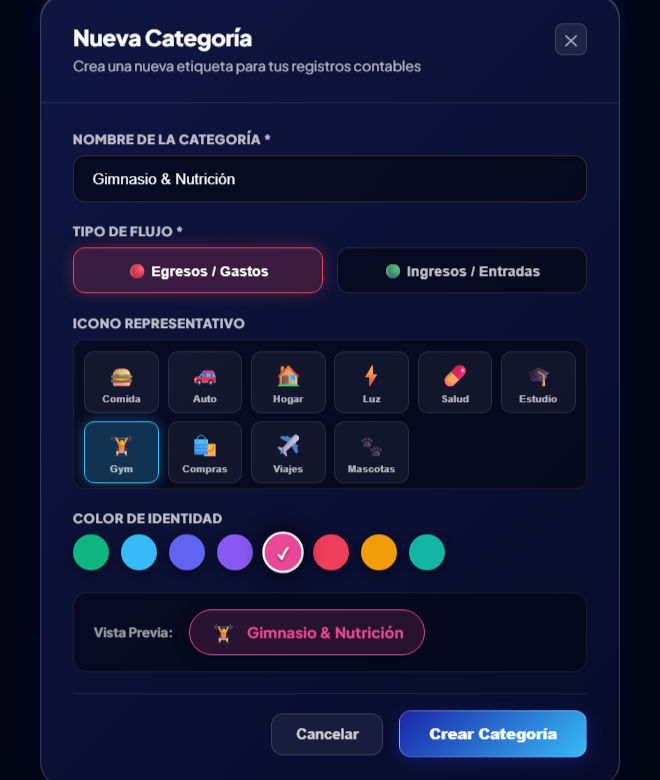 Nueva Categoría
Crea una nueva etiqueta para tus registros contables
NOMBRE DE LA CATEGORÍA *
Gimnasio & Nutrición
TIPO DE FLUJO *
Egresos / Gastos
Ingresos / Entradas
ICONO REPRESENTATIVO
Comida
Auto
Hogar
Luz
Salud
Estudio
Gym
Compras
Viajes
Mascotas
COLOR DE IDENTIDAD
Vista Previa:
Gimnasio & Nutrición
Cancelar
Crear Categoría